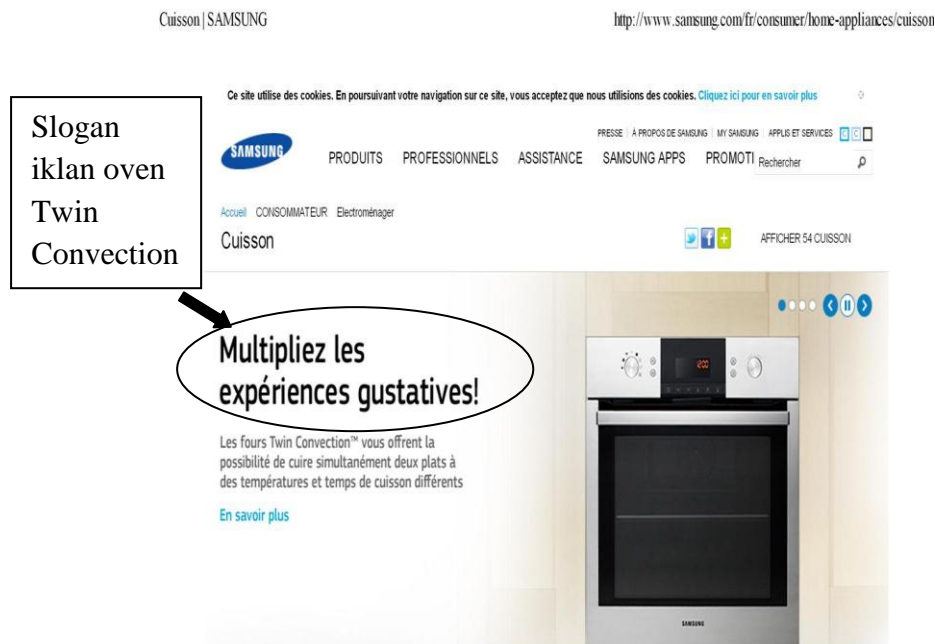 Cuisson | SAMSUNG
http://www.samsung.com/fr/consumer/home-appliances/cuisson
Ce site utilise des cookies. En poursuivant votre navigation sur ce site, vous acceptez que nous utilisions des cookies. Cliquez ici pour en savoir plus
Slogan
iklan oven
Twin
Convection
PRESSE | À PROPOS DE SAMSUNG | MY SAMSUNG | APPLIS ET SERVICES
SAMSUNG
PRODUITS PROFESSIONNELS ASSISTANCE SAMSUNG APPS PROMOTI
Rechercher
Accueil CONSOMMATEUR Electroménager
Cuisson
AFFICHER 54 CUISSON
Multipliez les
expériences gustatives!
Les fours Twin Convection™ vous offrent la
possibilité de cuire simultanément deux plats à
des températures et temps de cuisson différents
En savoir plus
12:00
SAMSUNG